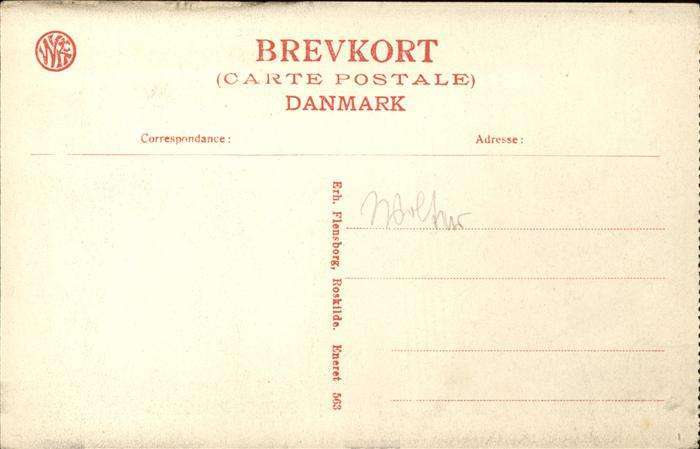 BREVKORT
(CARTE POSTALE)
DANMARK
Correspondance:
Adresse:
Erh. Flensborg, Roskilde. Eneret 563